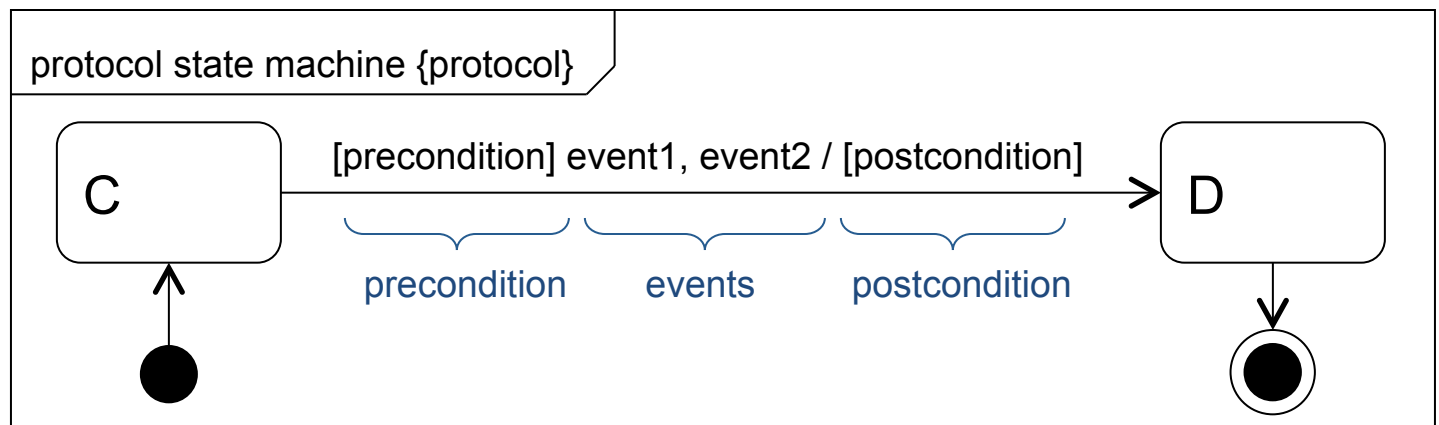 protocol state machine {protocol}
[precondition] event1, event2 / [postcondition]
C
D
precondition events postcondition